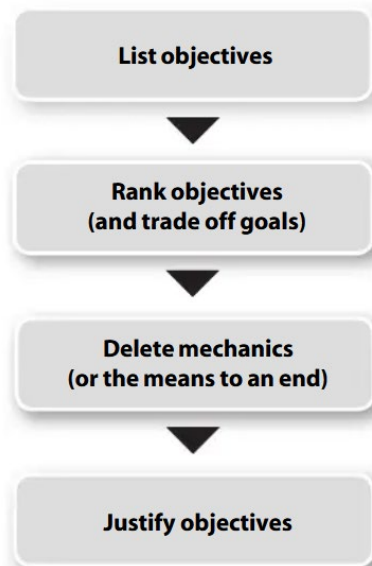 List objectives
Rank objectives
(and trade off goals)
Delete mechanics
(or the means to an end)
Justify objectives